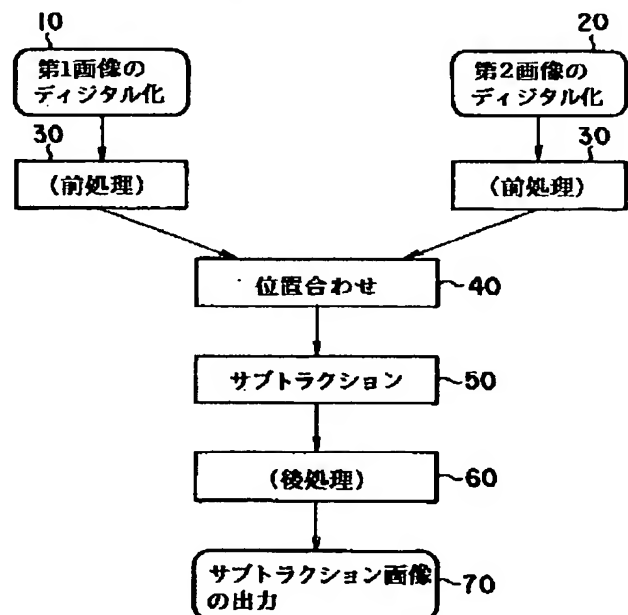 10
第1画像の
ディジタル化
20
第2画像の
ディジタル化
30
(前処理)
30
(前処理)
位置合わせ
40
サブトラクション
50
(後処理)
60
サブトラクション画像
の出力
70